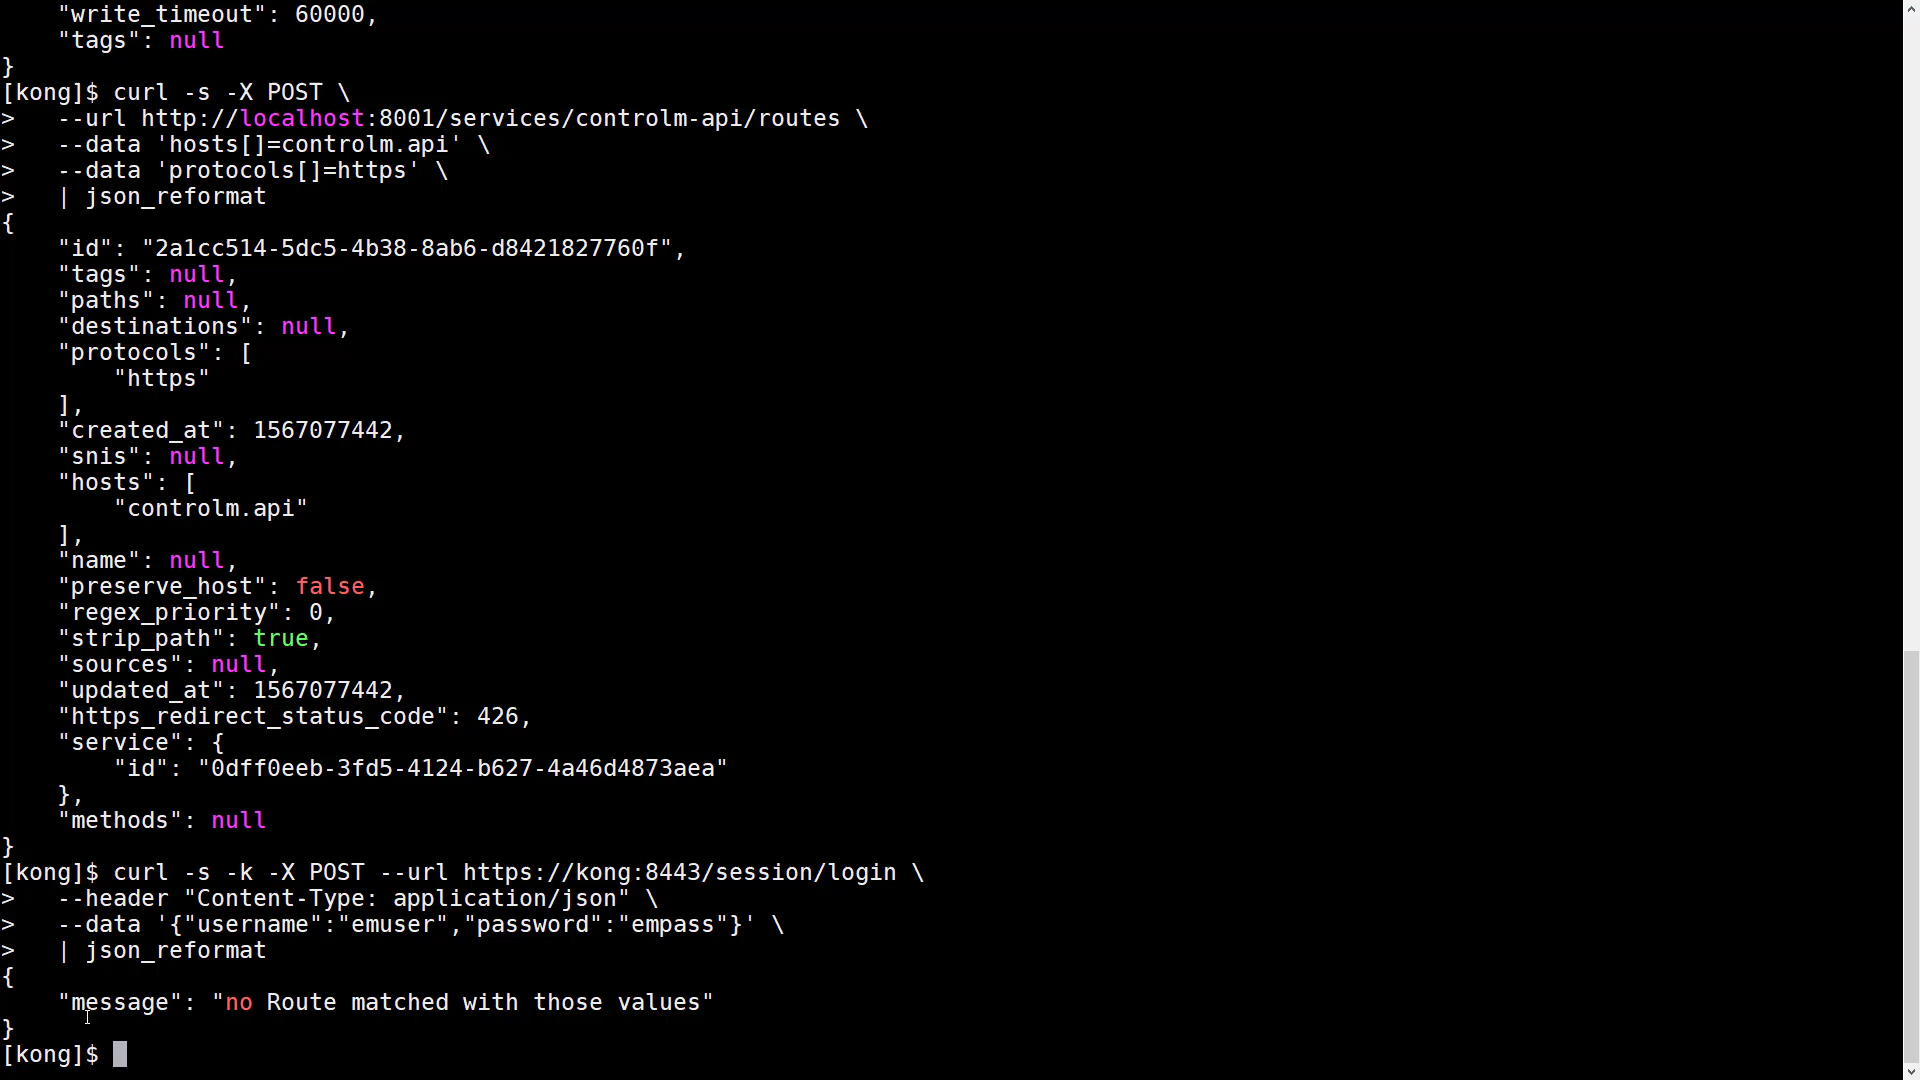 "write_timeout": 60000,
    "tags": null
}
[kong]$ curl -s -X POST \
>   --url http://localhost:8001/services/controlm-api/routes \
>   --data 'hosts[]=controlm.api' \
>   --data 'protocols[]=https' \
>   | json_reformat
{
    "id": "2a1cc514-5dc5-4b38-8ab6-d8421827760f",
    "tags": null,
    "paths": null,
    "destinations": null,
    "protocols": [
        "https"
    ],
    "created_at": 1567077442,
    "snis": null,
    "hosts": [
        "controlm.api"
    ],
    "name": null,
    "preserve_host": false,
    "regex_priority": 0,
    "strip_path": true,
    "sources": null,
    "updated_at": 1567077442,
    "https_redirect_status_code": 426,
    "service": {
        "id": "0dff0eeb-3fd5-4124-b627-4a46d4873aea"
    },
    "methods": null
}
[kong]$ curl -s -k -X POST --url https://kong:8443/session/login \
>   --header "Content-Type: application/json" \
>   --data '{"username":"emuser","password":"empass"}' \
>   | json_reformat
{
    "message": "no Route matched with those values"
}
[kong]$